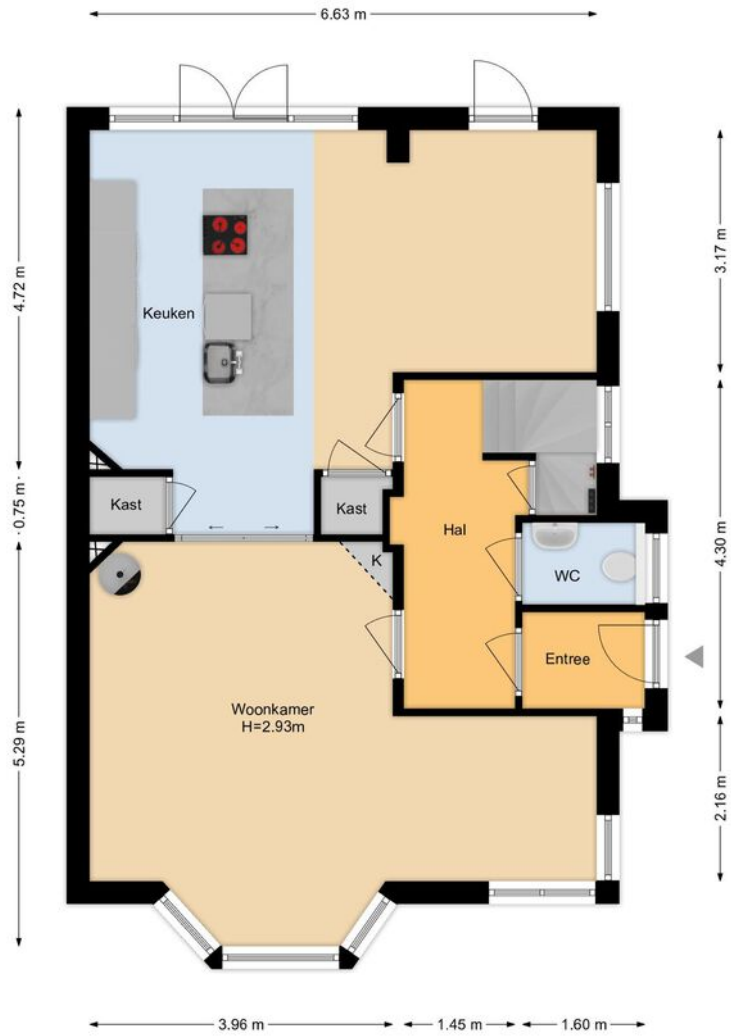 6.63 m
4.72 m
3.17 m
Keuken
Kast
Kast
0.75 m
Hal
4.30 m
K
WC
Entree
Woonkamer
H=2.93m
5.29 m
2.16 m
3.96 m
1.45 m
1.60 m